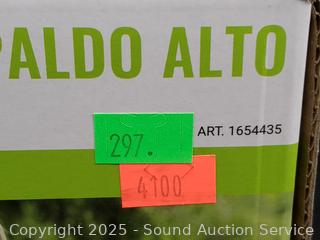 PALDO ALTO
297.
ART. 1654435
4100
Copyright 2025 - Sound Auction Service